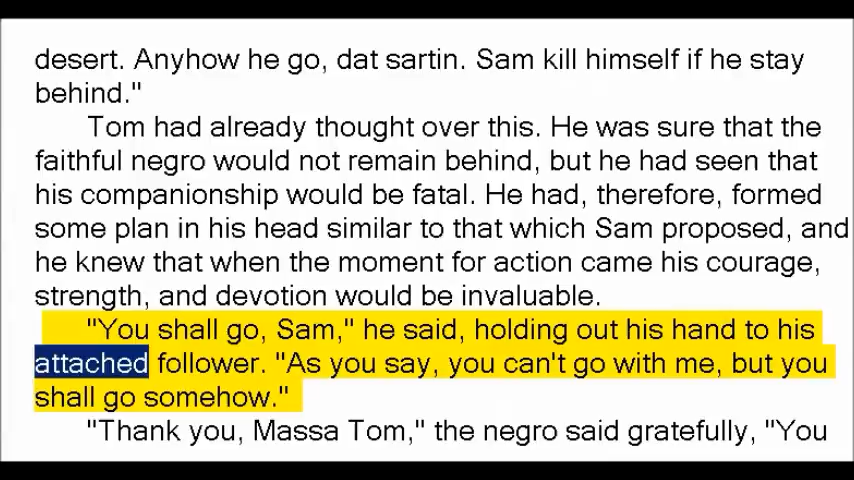 desert. Anyhow he go, dat sartin. Sam kill himself if he stay
behind."
Tom had already thought over this. He was sure that the
faithful negro would not remain behind, but he had seen that
his companionship would be fatal. He had, therefore, formed
some plan in his head similar to that which Sam proposed, and
he knew that when the moment for action came his courage,
strength, and devotion would be invaluable.
"You shall go, Sam," he said, holding out his hand to his
attached follower. "As you say, you can't go with me, but you
shall go somehow."
"Thank you, Massa Tom," the negro said gratefully, "You